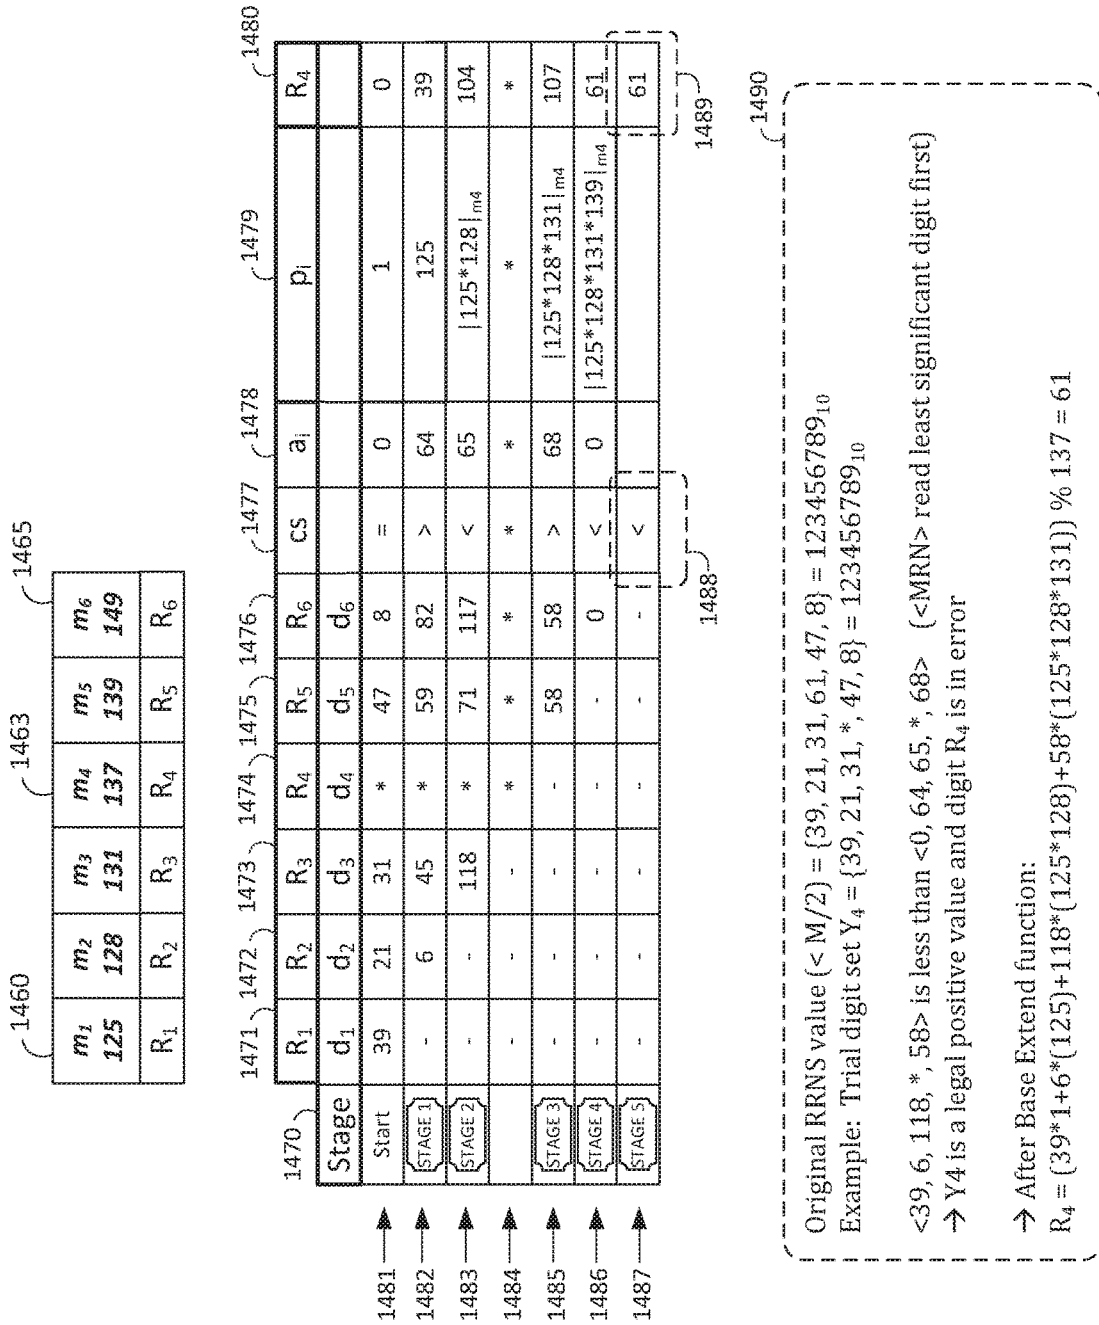 1460
1463
1465
m1 m2 m3 m4 m5 m6
125 128 131 137 139 149
R1 R2 R3 R4 R5 R6
1470 1471 1472 1473 1474 1475 1476 1477 1478 1479 1480
Stage R1 R2 R3 R4 R5 R6 cs ai pi R4
d1 d2 d3 d4 d5 d6
1481 Start 39 21 31 * 47 8 = 0 1 0
1482 STAGE 1 - 6 45 * 59 82 > 64 125 39
1483 STAGE 2 - - 118 * 71 117 < 65 |125*128|m4 104
1484 - - - * * * * * * *
1485 STAGE 3 - - - - 58 58 > 68 |125*128*131|m4 107
1486 STAGE 4 - - - - - 0 < 0 |125*128*131*139|m4 61
1487 STAGE 5 - - - - - - < 61
1488
1489
1490
Original RRNS value (< M/2) = {39, 21, 31, 61, 47, 8} = 123456789₁₀
Example: Trial digit set Y₄ = {39, 21, 31, *, 47, 8} = 123456789₁₀
<39, 6, 118, *, 58> is less than <0, 64, 65, *, 68> (<MRN> read least significant digit first)
→ Y4 is a legal positive value and digit R₄ is in error
→ After Base Extend function:
R₄ = (39*1+6*(125)+118*(125*128)+58*(125*128*131)) % 137 = 61